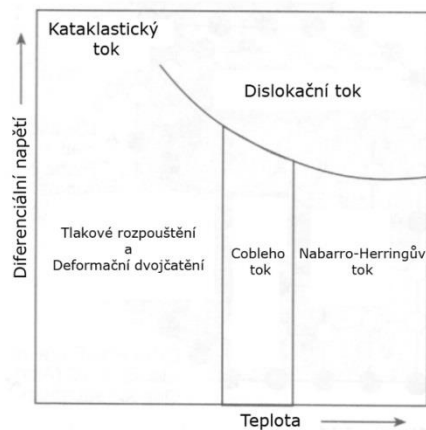 Kataklastický
tok
Dislokační tok
Diferenciální napětí
Tlakové rozpouštění
a
Deformační dvojčatění
Cobleho
tok
Nabarro-Herringův
tok
Teplota